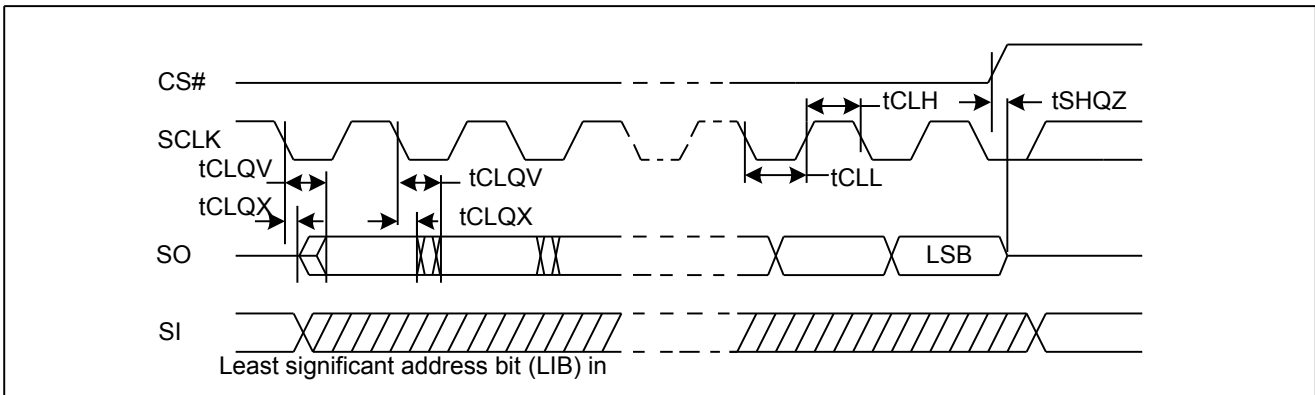 CS#
tCLH
tSHQZ
SCLK
tCLQV
tCLQV
tCLL
tCLQX
tCLQX
SO
LSB
SI
Least significant address bit (LIB) in